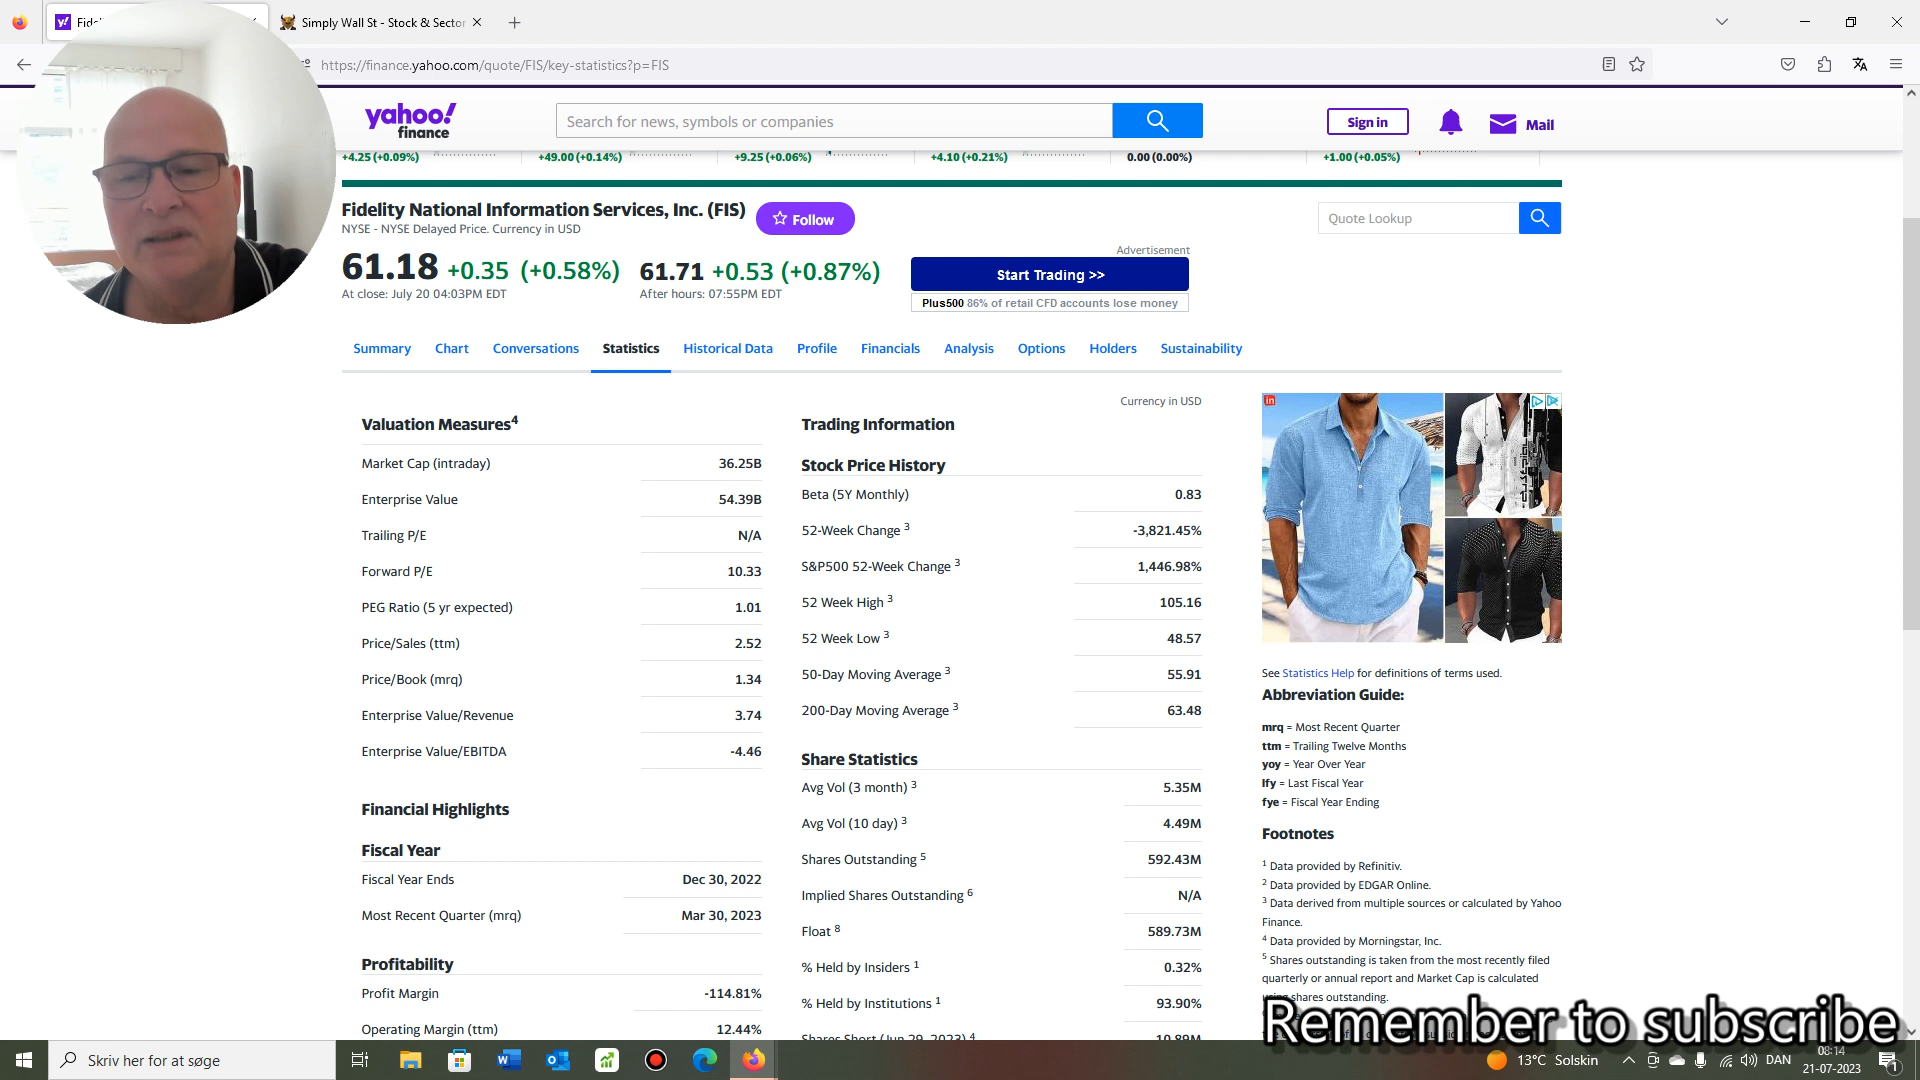 Fideli
Simply Wall St - Stock & Sector
https://finance.yahoo.com/quote/FIS/key-statistics?p=FIS
yahoo!
finance
Search for news, symbols or companies
Sign in
Mail
+4.25 (+0.09%)
+49.00 (+0.14%)
+9.25 (+0.06%)
+4.10 (+0.21%)
0.00 (0.00%)
+1.00 (+0.05%)
Fidelity National Information Services, Inc. (FIS)
Follow
NYSE - NYSE Delayed Price. Currency in USD
Quote Lookup
61.18 +0.35 (+0.58%)
At close: July 20 04:03PM EDT
61.71 +0.53 (+0.87%)
After hours: 07:55PM EDT
Advertisement
Start Trading >>
Plus500 86% of retail CFD accounts lose money
Summary Chart Conversations Statistics Historical Data Profile Financials Analysis Options Holders Sustainability
Currency in USD
Valuation Measures4
Market Cap (intraday) 36.25B
Enterprise Value 54.39B
Trailing P/E N/A
Forward P/E 10.33
PEG Ratio (5 yr expected) 1.01
Price/Sales (ttm) 2.52
Price/Book (mrq) 1.34
Enterprise Value/Revenue 3.74
Enterprise Value/EBITDA -4.46
Financial Highlights
Fiscal Year
Fiscal Year Ends Dec 30, 2022
Most Recent Quarter (mrq) Mar 30, 2023
Profitability
Profit Margin -114.81%
Operating Margin (ttm) 12.44%
Trading Information
Stock Price History
Beta (5Y Monthly) 0.83
52-Week Change 3 -3,821.45%
S&P500 52-Week Change 3 1,446.98%
52 Week High 3 105.16
52 Week Low 3 48.57
50-Day Moving Average 3 55.91
200-Day Moving Average 3 63.48
Share Statistics
Avg Vol (3 month) 3 5.35M
Avg Vol (10 day) 3 4.49M
Shares Outstanding 5 592.43M
Implied Shares Outstanding 6 N/A
Float 8 589.73M
% Held by Insiders 1 0.32%
% Held by Institutions 1 93.90%
Shares Short (Jun 29, 2023) 4 10.89M
See Statistics Help for definitions of terms used.
Abbreviation Guide:
mrq = Most Recent Quarter
ttm = Trailing Twelve Months
yoy = Year Over Year
lfy = Last Fiscal Year
fye = Fiscal Year Ending
Footnotes
1 Data provided by Refinitiv.
2 Data provided by EDGAR Online.
3 Data derived from multiple sources or calculated by Yahoo
Finance.
4 Data provided by Morningstar, Inc.
5 Shares outstanding is taken from the most recently filed
quarterly or annual report and Market Cap is calculated
using shares outstanding.
Remember to subscribe
Skriv her for at søge
13°C Solskin
DAN
08:14
21-07-2023
1